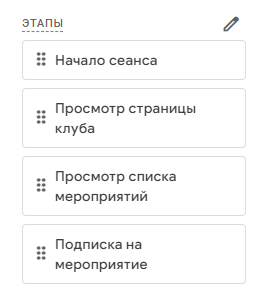 ЭТАПЫ
Начало сеанса
Просмотр страницы
клуба
Просмотр списка
мероприятий
Подписка на
мероприятие